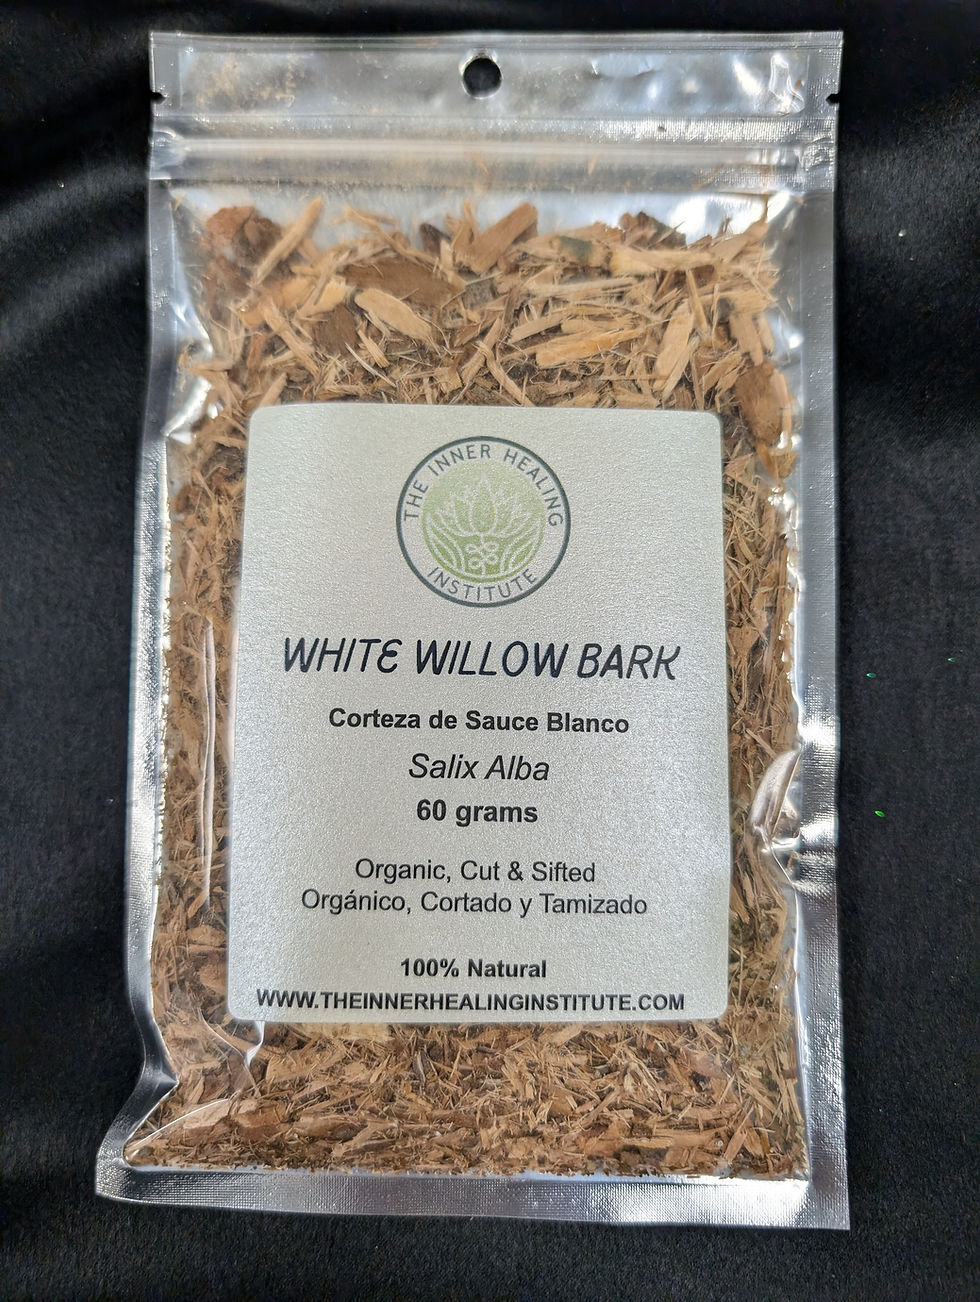 THE INNER HEALING
INSTITUTE
WHITE WILLOW BARK
Corteza de Sauce Blanco
Salix Alba
60 grams
Organic, Cut & Sifted
Orgánico, Cortado y Tamizado
100% Natural
WWW.THEINNERHEALINGINSTITUTE.COM